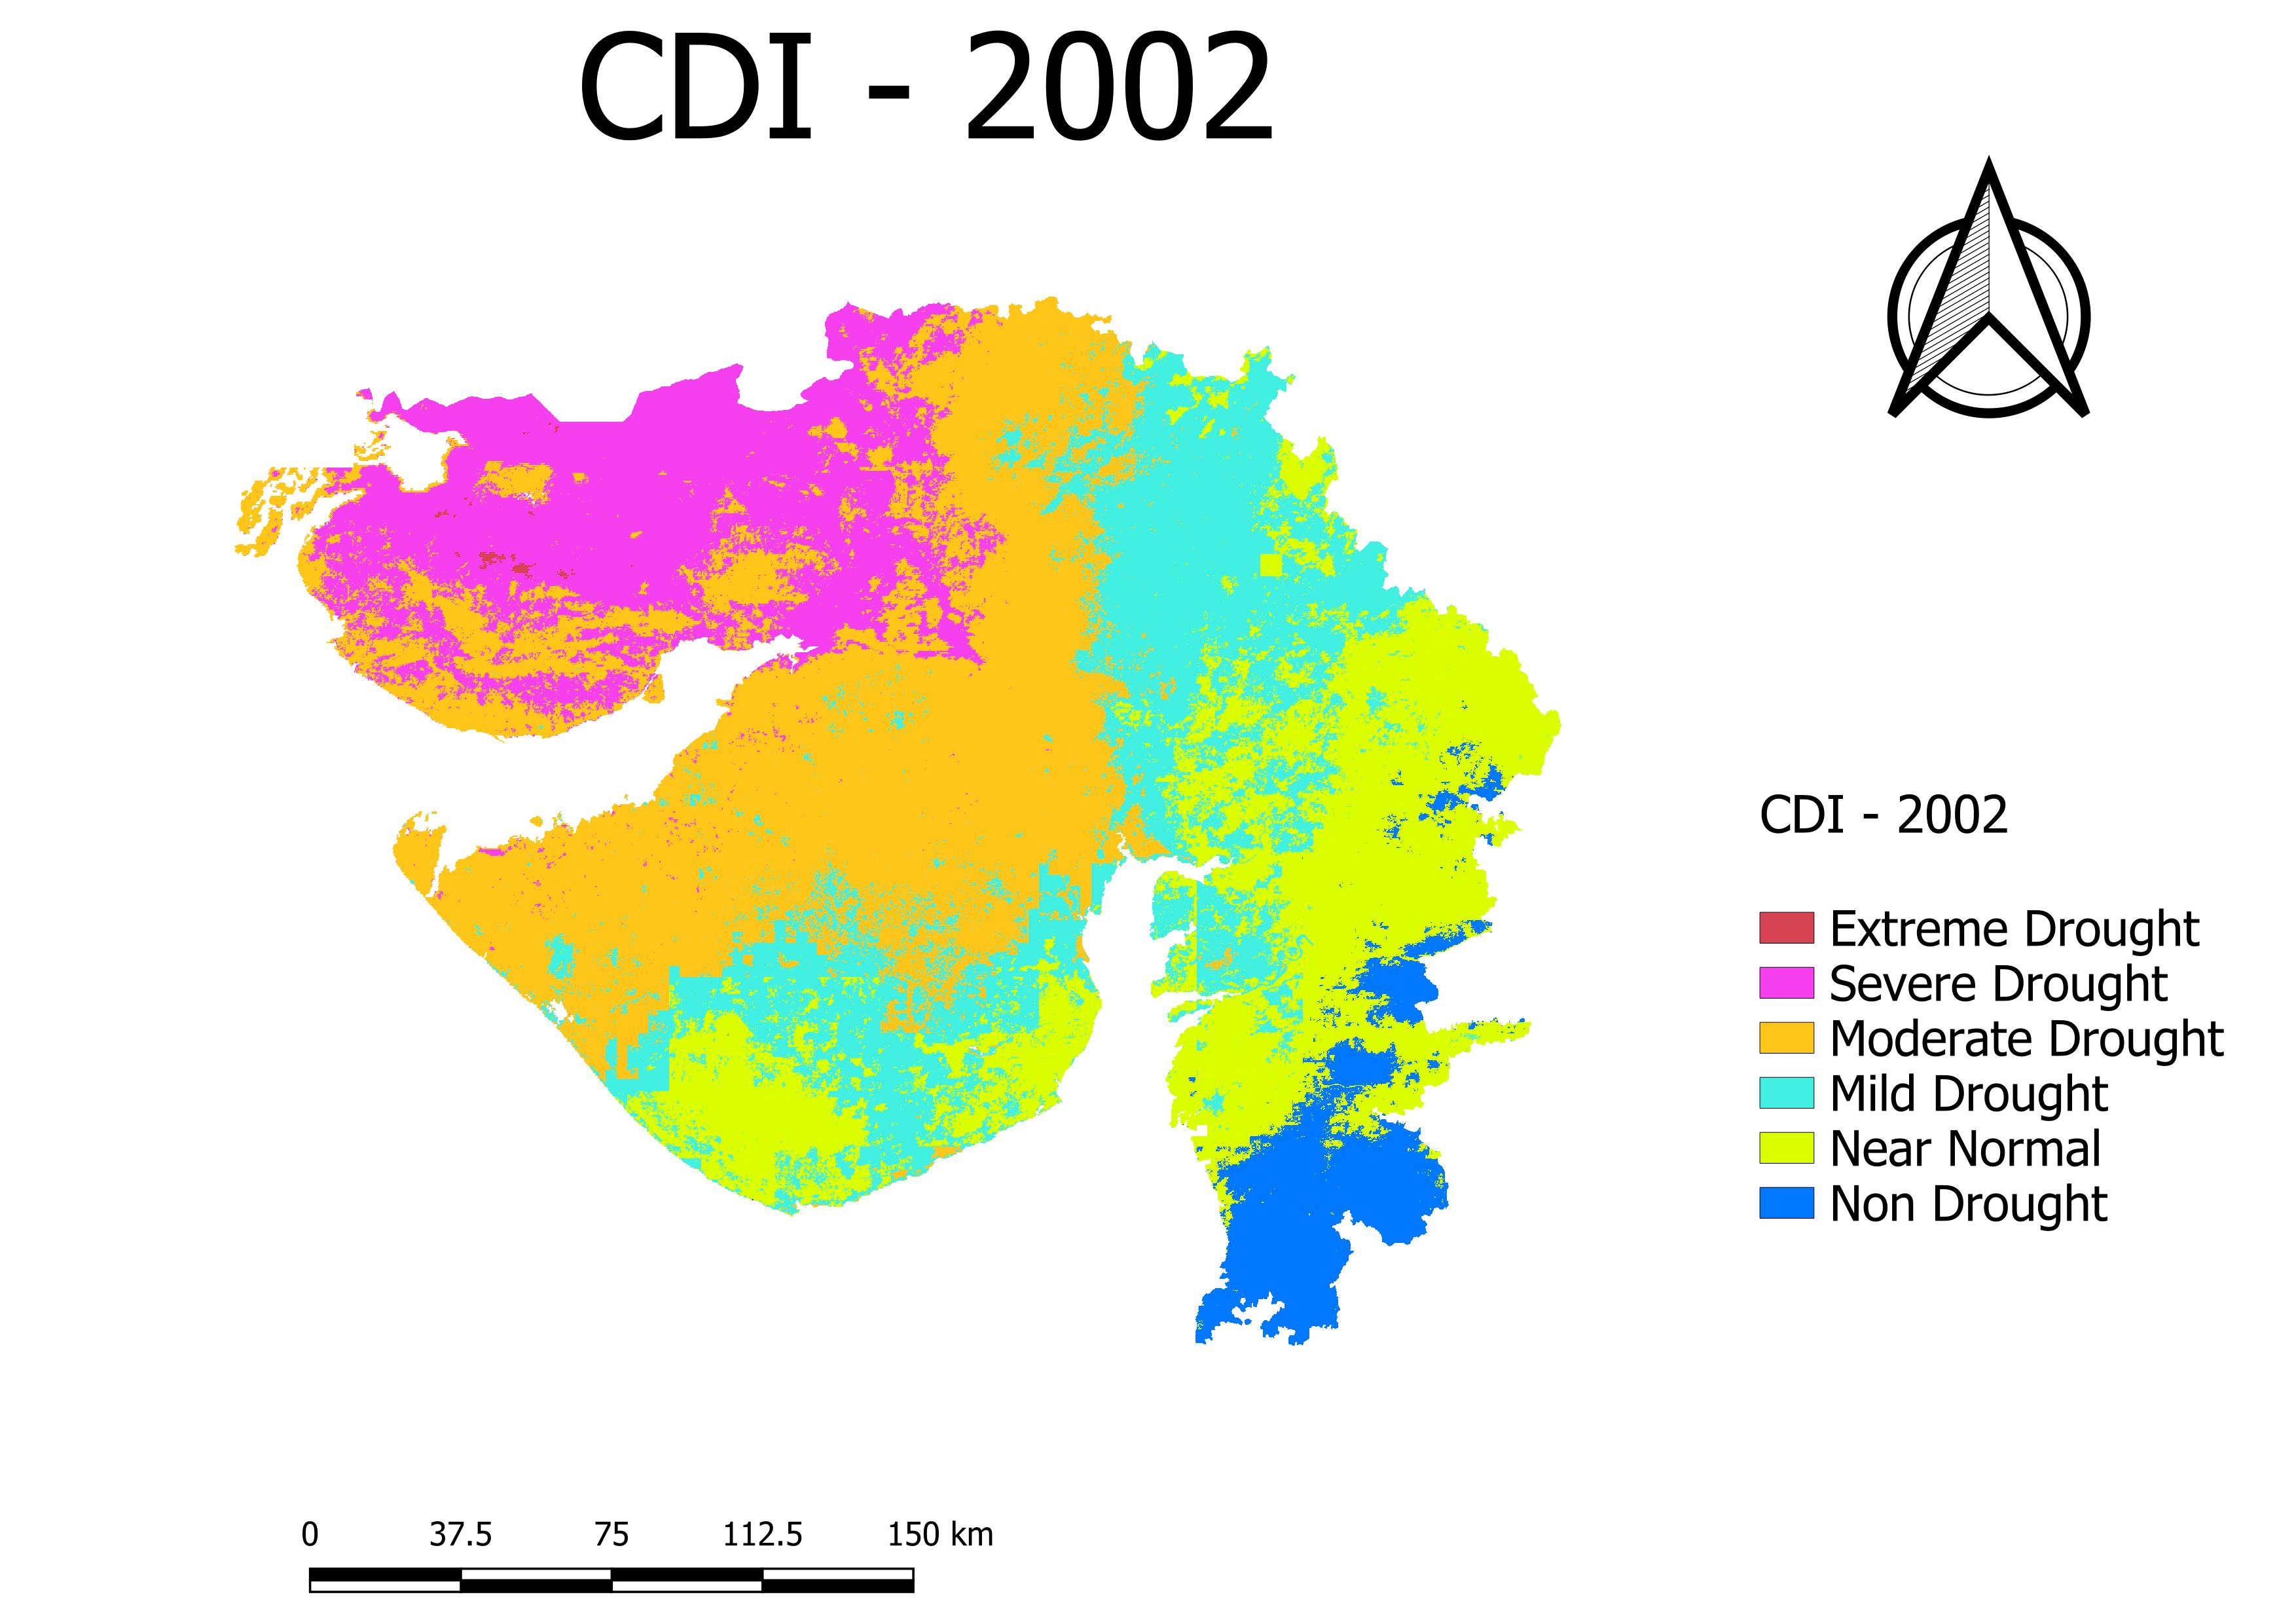 CDI - 2002
CDI - 2002
Extreme Drought
Severe Drought
Moderate Drought
Mild Drought
Near Normal
Non Drought
0 37.5 75 112.5 150 km